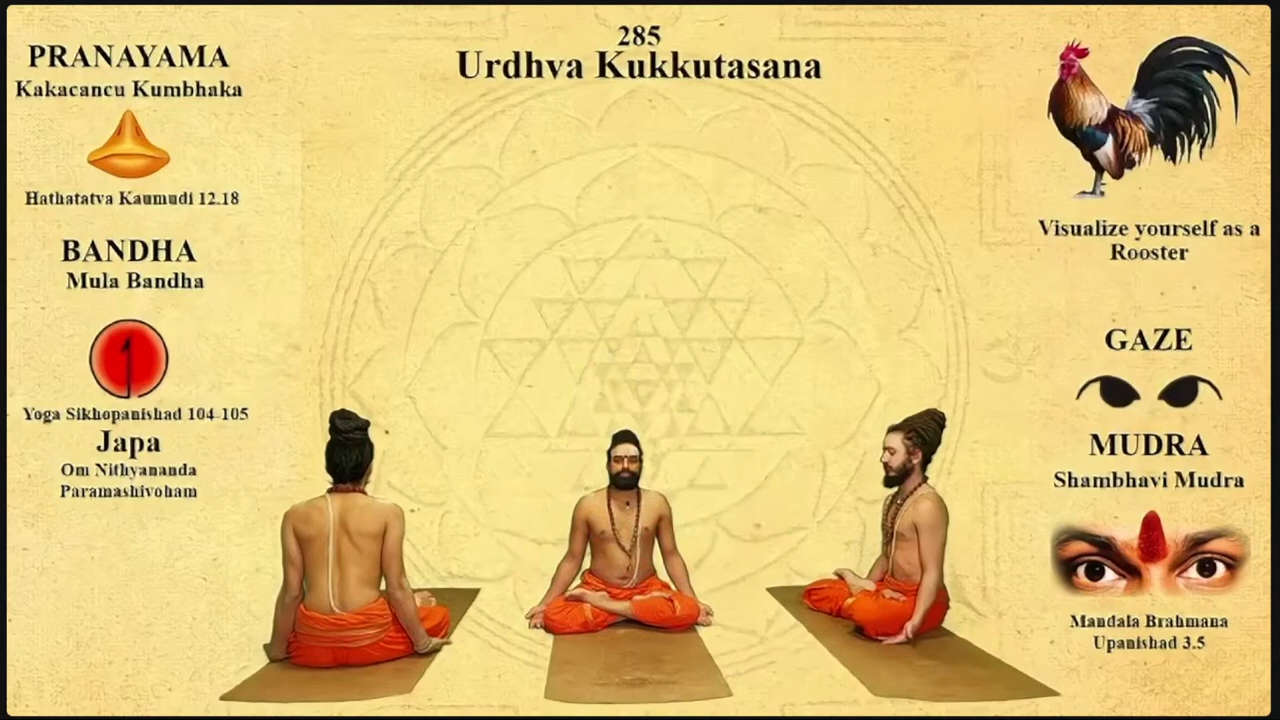 285
Urdhva Kukkutasana
PRANAYAMA
Kakacancu Kumbhaka
Hathatatva Kaumudi 12.18
BANDHA
Mula Bandha
Yoga Sikhopanishad 104-105
Japa
Om Nithyananda
Paramashivoham
Visualize yourself as a
Rooster
GAZE
MUDRA
Shambhavi Mudra
Mandala Brahmana
Upanishad 3.5